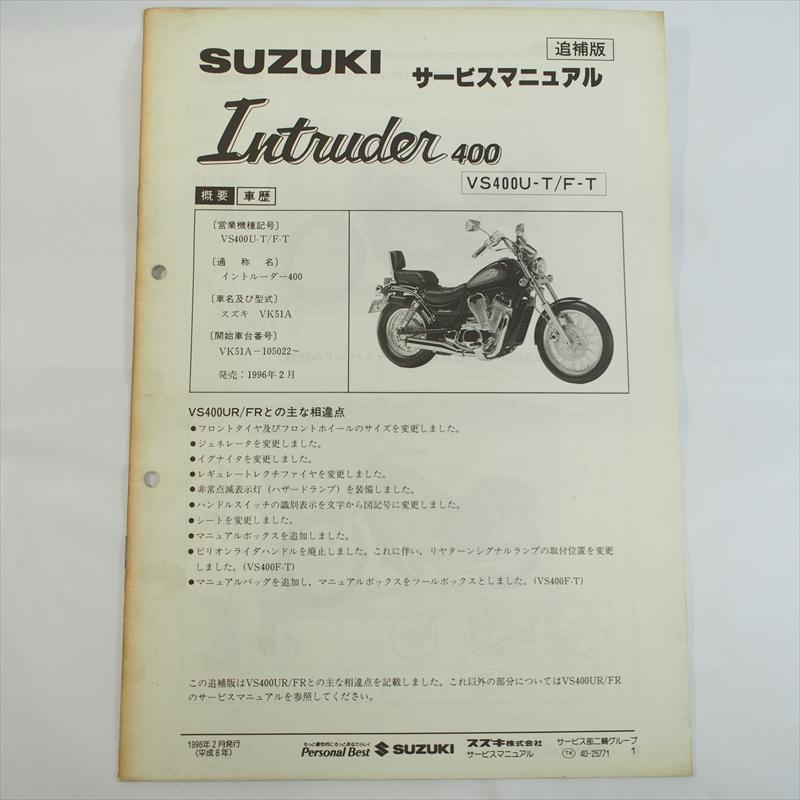 追補版
SUZUKI
サービスマニュアル
Intruder 400
VS400U-T/F-T
概要 車歴
〔営業機種記号〕
VS400U-T/F-T
〔通称名〕
イントルーダー400
〔車名及び型式〕
スズキ VK51A
〔開始車台番号〕
VK51A－105022～
発売：1996年2月
VS400UR/FRとの主な相違点
●フロントタイヤ及びフロントホイールのサイズを変更しました。
●ジェネレータを変更しました。
●イグナイタを変更しました。
●レギュレートレクチファイヤを変更しました。
●非常点滅表示灯（ハザードランプ）を装備しました。
●ハンドルスイッチの識別表示を文字から図記号に変更しました。
●シートを変更しました。
●マニュアルボックスを追加しました。
●ピリオンライダハンドルを廃止しました。これに伴い，リヤターンシグナルランプの取付位置を変更
しました。(VS400F-T)
●マニュアルバッグを追加し，マニュアルボックスをツールボックスとしました。(VS400F-T)
この追補版はVS400UR/FRとの主な相違点を記載しました。これ以外の部分についてはVS400UR/FR
のサービスマニュアルを参照してください。
1996年2月発行
(平成8年)
もっと個性的にもっとあなたらしく
Personal Best
SUZUKI
スズキ株式会社
サービスマニュアル
サービス部二輪グループ
TK 40-25771
1